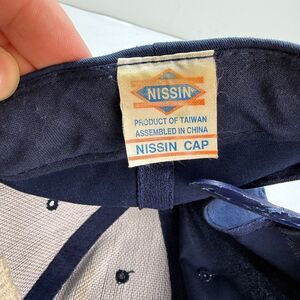 NISSIN
PRODUCT OF TAIWAN
ASSEMBLED IN CHINA
NISSIN CAP